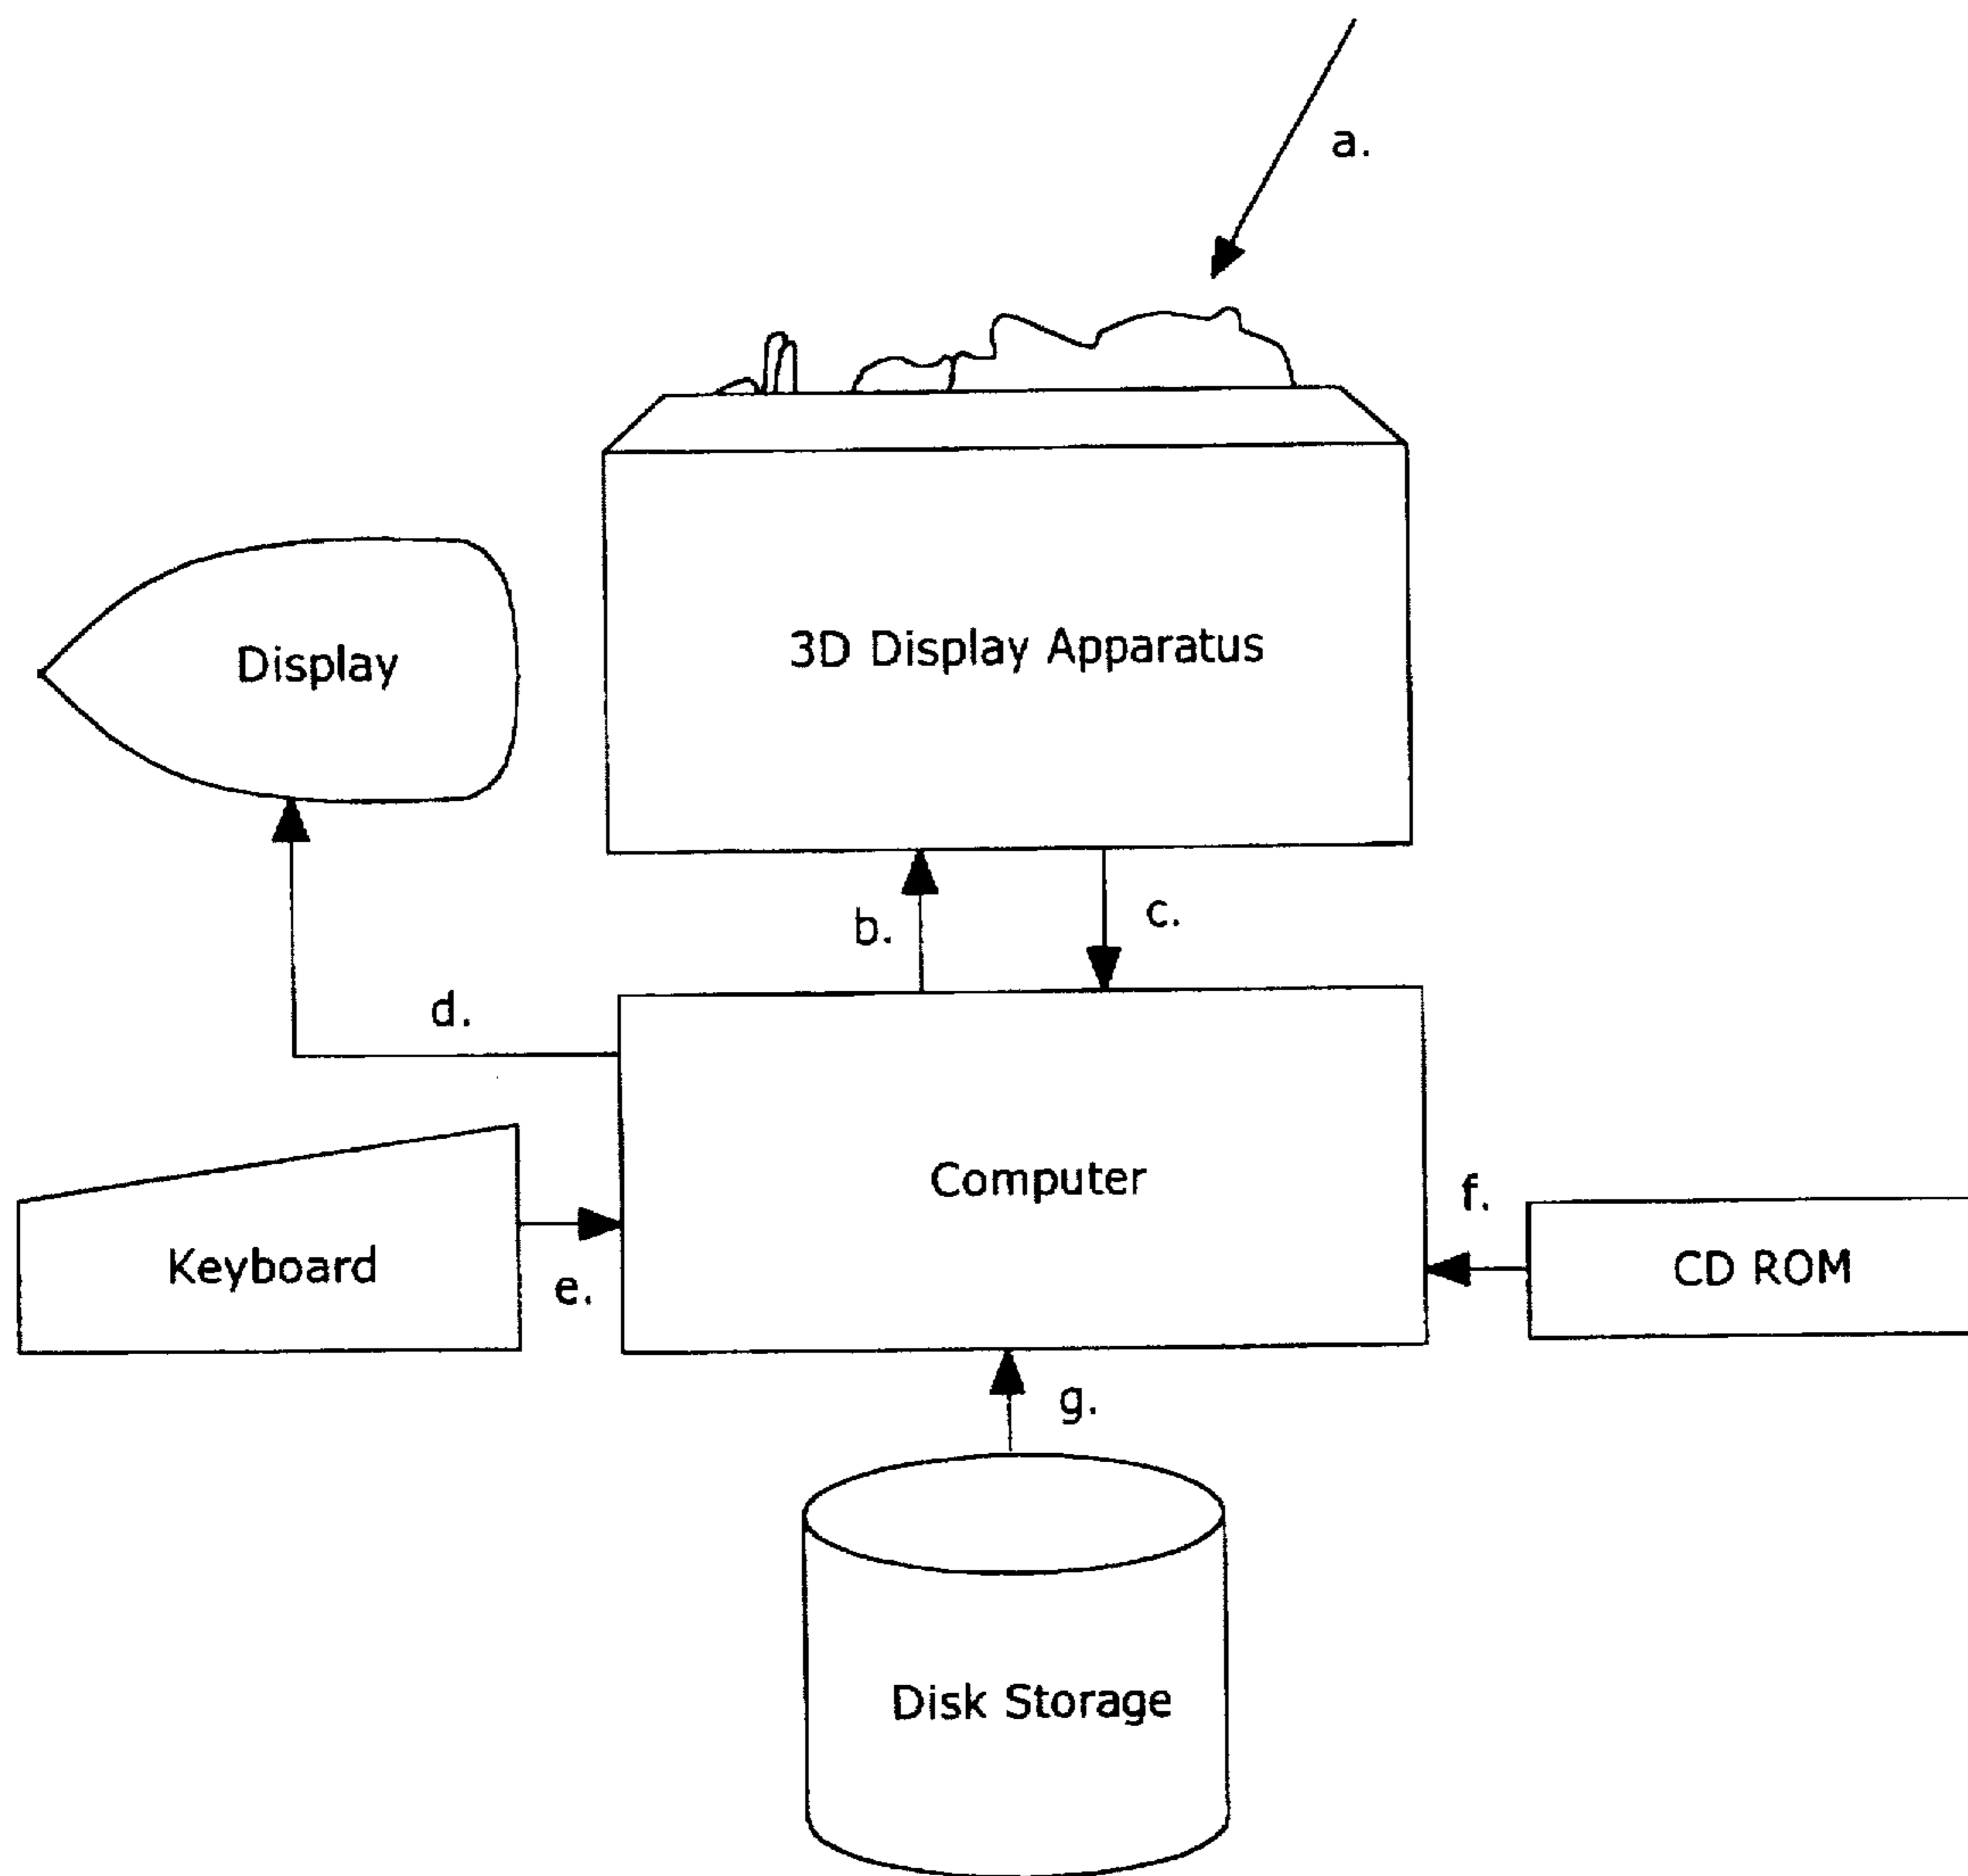 a.
Display
3D Display Apparatus
b.
c.
d.
Computer
Keyboard
e.
f.
CD ROM
g.
Disk Storage